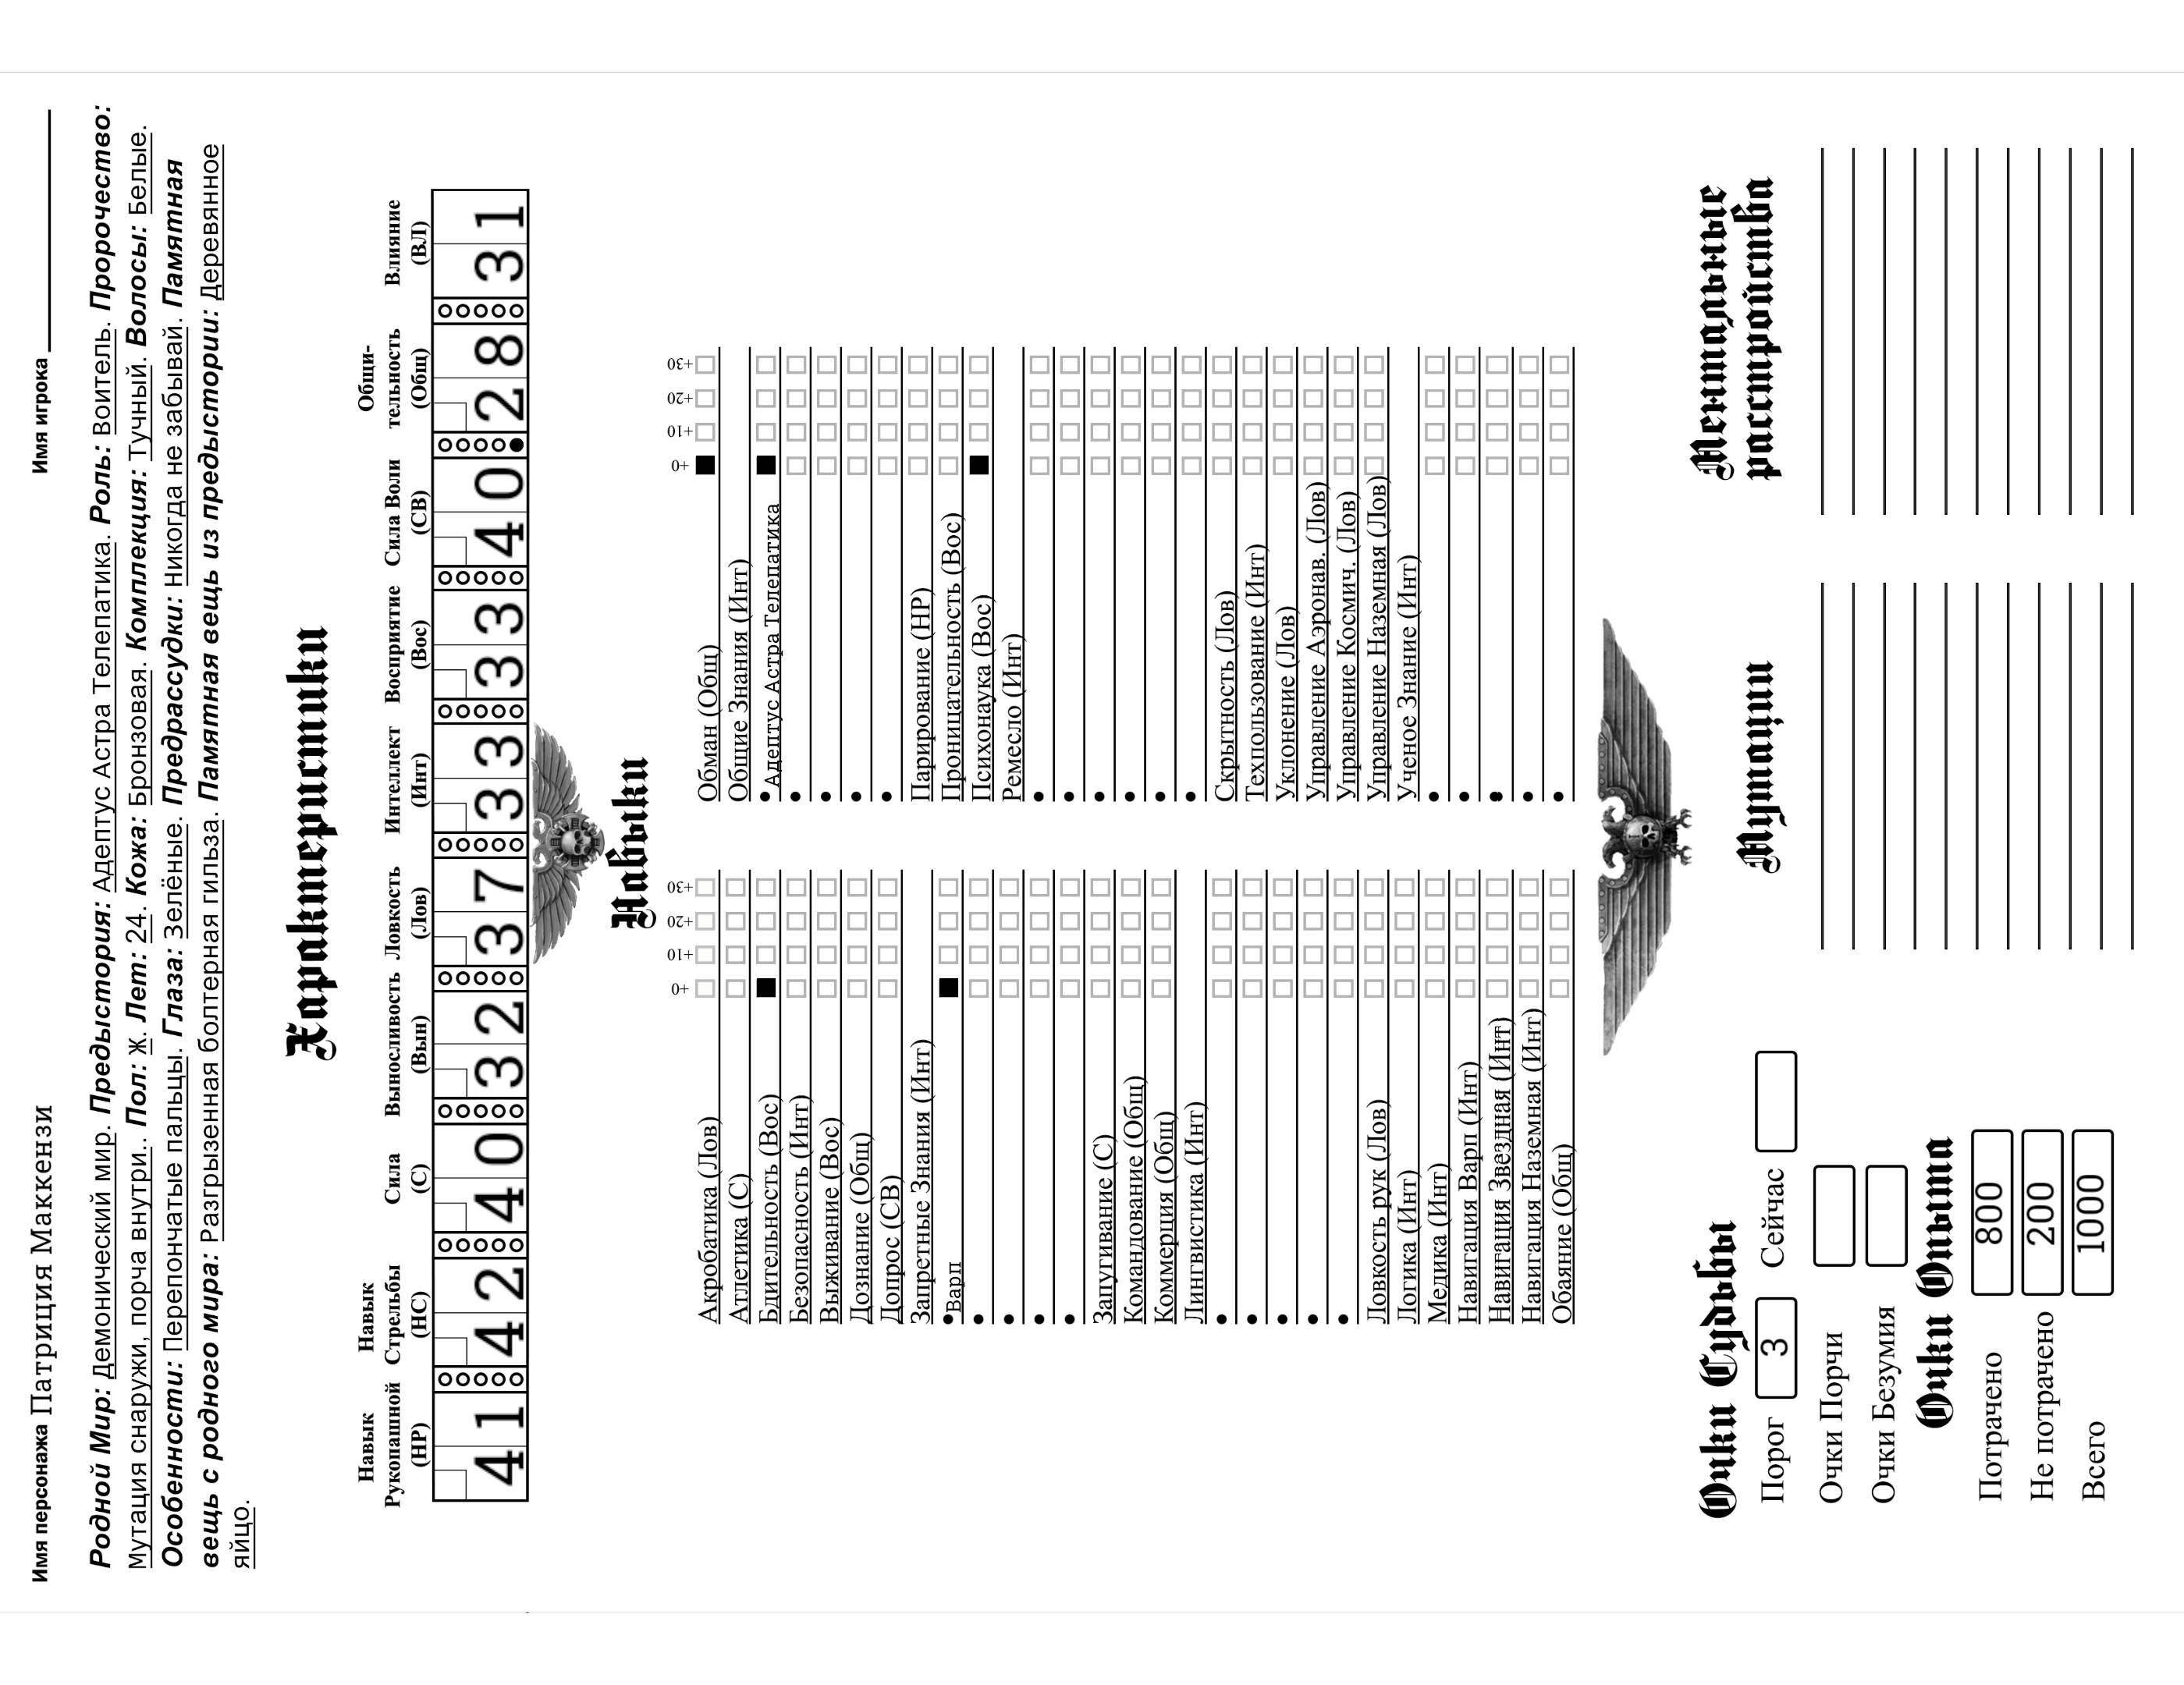 Имя персонажа Патриция Маккензи
Имя игрока
Родной Мир: Демонический мир. Предыстория: Адептус Астра Телепатика. Роль: Воитель. Пророчество:
Мутация снаружи, порча внутри.. Пол: Ж. Лет: 24. Кожа: Бронзовая. Комплекция: Тучный. Волосы: Белые.
Особенности: Перепончатые пальцы. Глаза: Зелёные. Предрассудки: Никогда не забывай. Памятная
вещь с родного мира: Разгрызенная болтерная гильза. Памятная вещь из предыстории: Деревянное
яйцо.
Характеристики
Навык Рукопашной (НР)
Навык Стрельбы (НС)
Сила (С)
Выносливость (Вын)
Ловкость (Лов)
Интеллект (Инт)
Восприятие (Вос)
Сила Воли (СВ)
Общи-тельность (Общ)
Влияние (ВЛ)
41 42 40 32 37 33 33 40 28 31
Навыки
+0 +10 +20 +30
Акробатика (Лов)
Атлетика (С)
Бдительность (Вос)
Безопасность (Инт)
Выживание (Вос)
Дознание (Общ)
Допрос (СВ)
Запретные Знания (Инт)
• Варп
•
•
•
•
Запугивание (С)
Командование (Общ)
Коммерция (Общ)
Лингвистика (Инт)
•
•
•
•
•
Ловкость рук (Лов)
Логика (Инт)
Медика (Инт)
Навигация Варп (Инт)
Навигация Звездная (Инт)
Навигация Наземная (Инт)
Обаяние (Общ)
+0 +10 +20 +30
Обман (Общ)
Общие Знания (Инт)
• Адептус Астра Телепатика
•
•
•
•
Парирование (НР)
Проницательность (Вос)
Психонаука (Вос)
Ремесло (Инт)
•
•
•
•
•
•
Скрытность (Лов)
Техпользование (Инт)
Уклонение (Лов)
Управление Аэронав. (Лов)
Управление Космич. (Лов)
Управление Наземная (Лов)
Ученое Знание (Инт)
•
•
•
•
•
Очки Судьбы
Порог 3 Сейчас
Очки Порчи
Очки Безумия
Очки Опыта
Потрачено 800
Не потрачено 200
Всего 1000
Мутации
Ментальные
расстройства